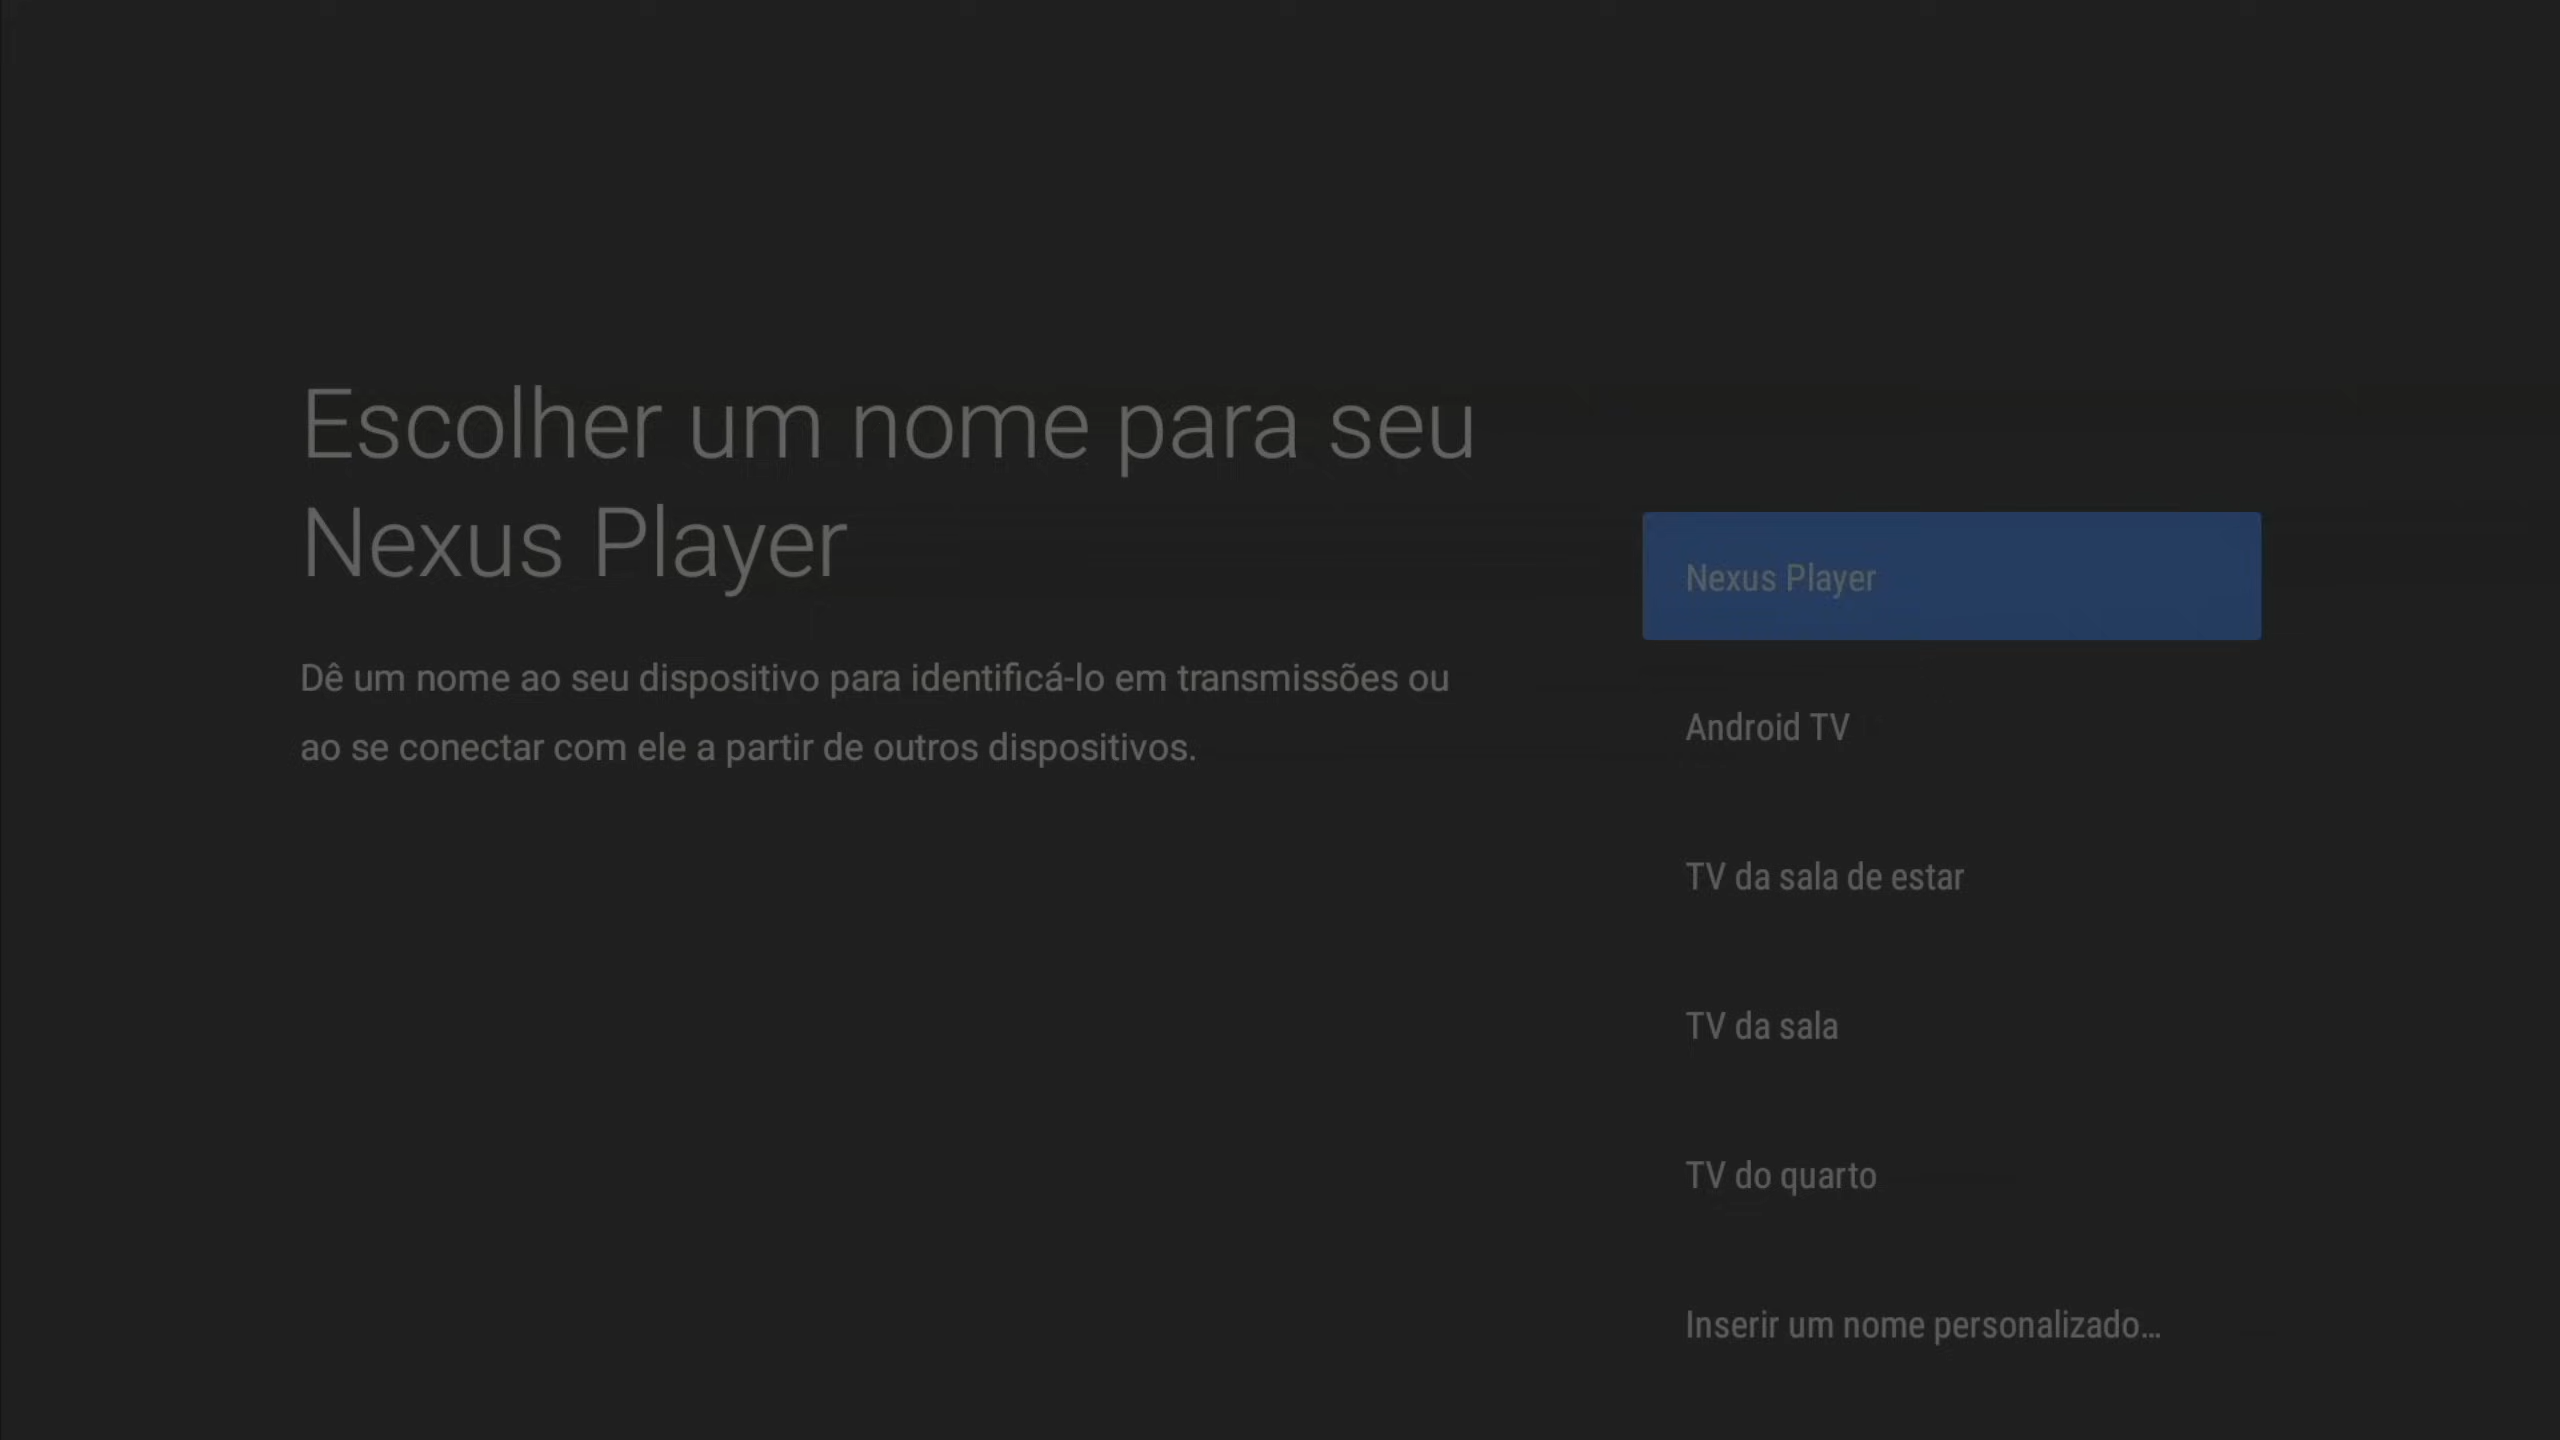 Escolher um nome para seu
Nexus Player
Dê um nome ao seu dispositivo para identificá-lo em transmissões ou
ao se conectar com ele a partir de outros dispositivos.
Nexus Player
Android TV
TV da sala de estar
TV da sala
TV do quarto
Inserir um nome personalizado…